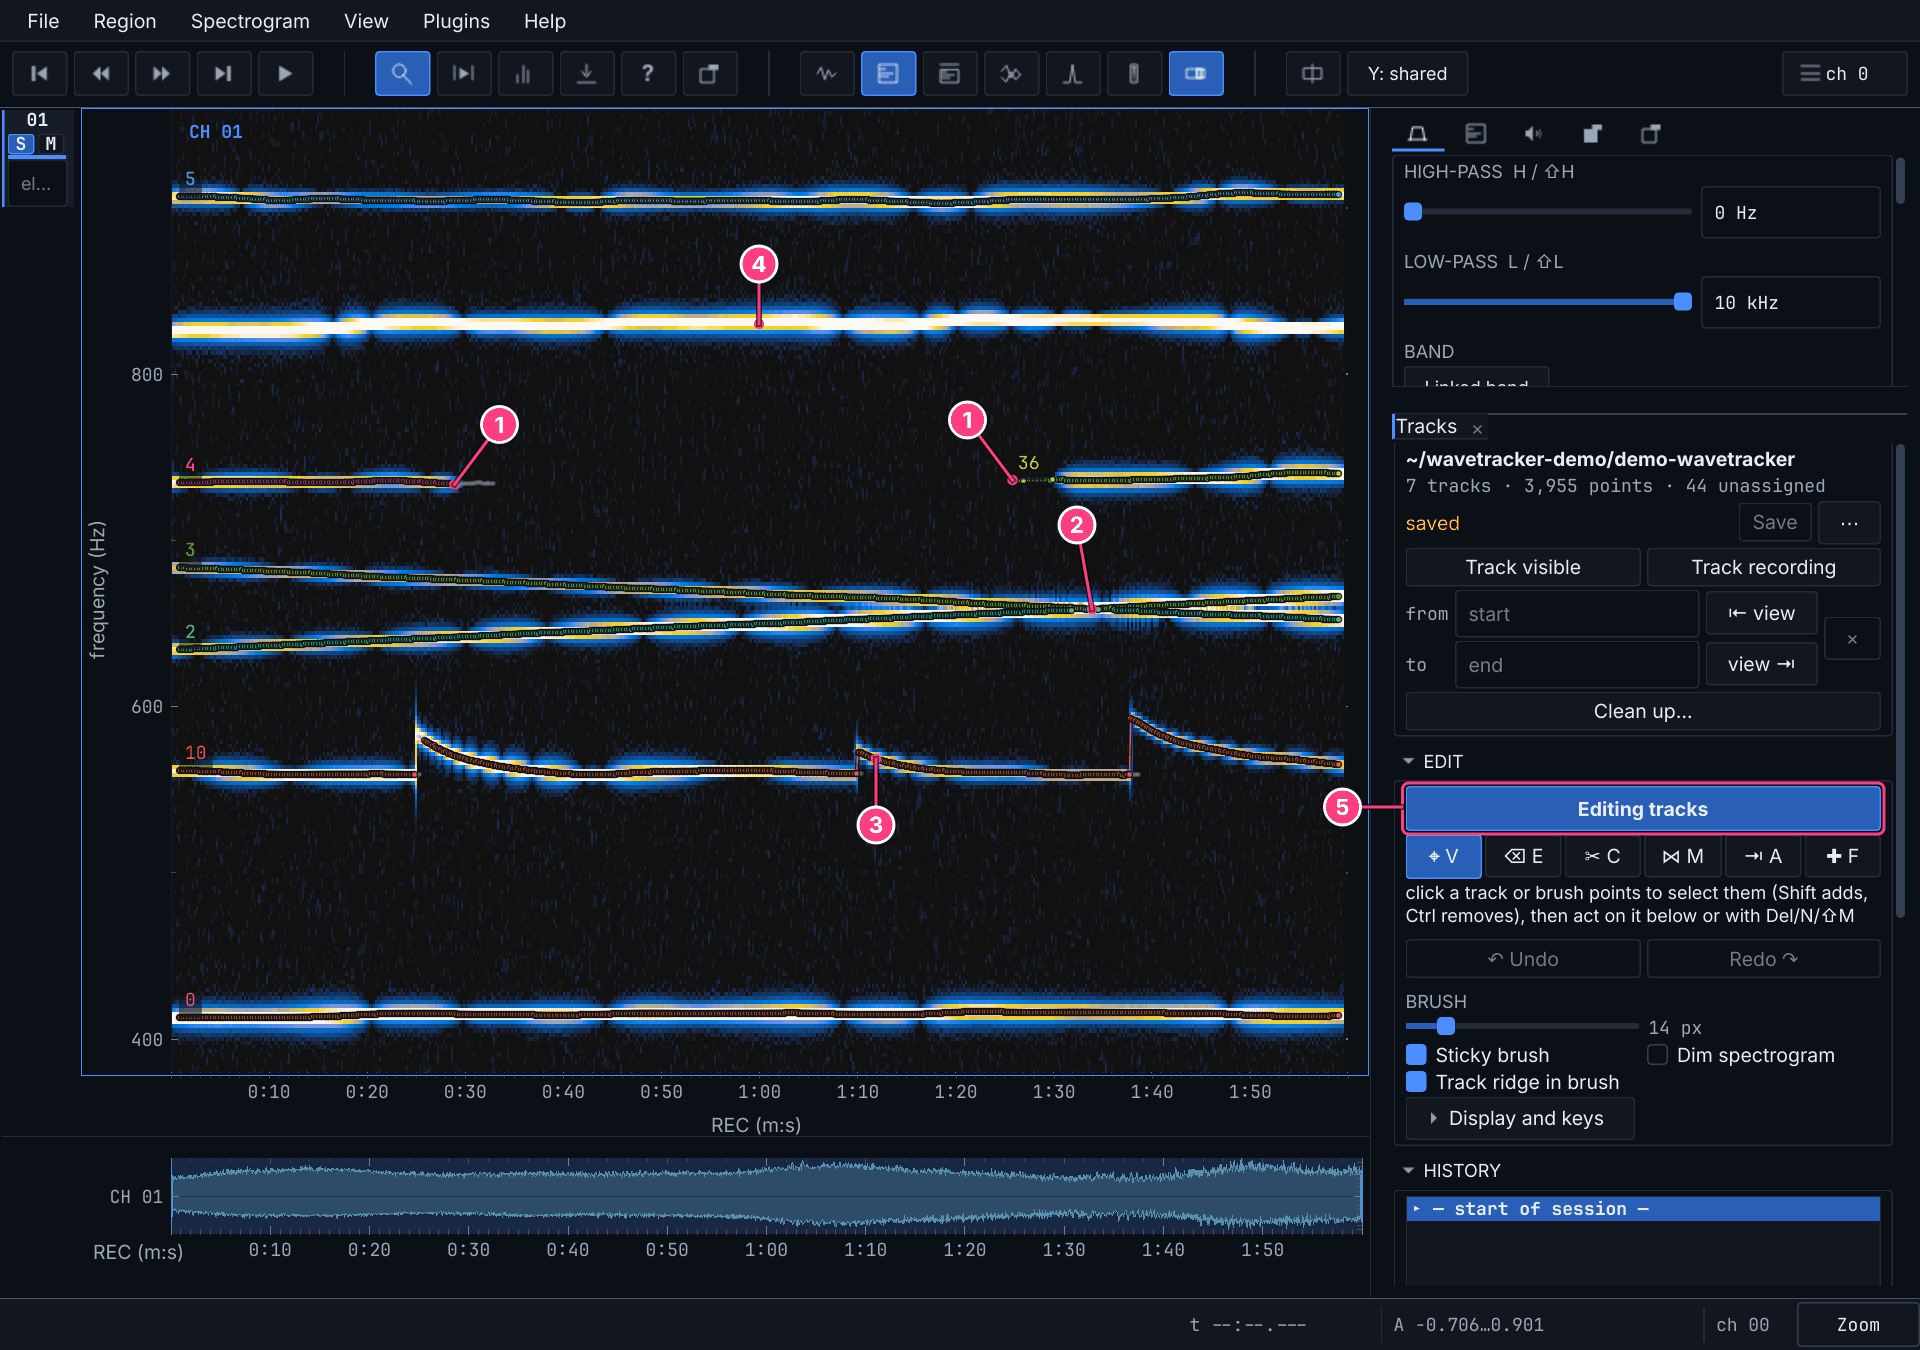 File Region Spectrogram View Plugins Help
? Y: shared ch 0
01
S M
el...
CH 01
5
4
1
1
4
36
2
3
2
10
3
5
0
800
600
400
frequency (Hz)
0:10 0:20 0:30 0:40 0:50 1:00 1:10 1:20 1:30 1:40 1:50
REC (m:s)
CH 01
REC (m:s) 0:10 0:20 0:30 0:40 0:50 1:00 1:10 1:20 1:30 1:40 1:50
HIGH-PASS H / ⇧H
0 Hz
LOW-PASS L / ⇧L
10 kHz
BAND
Linked band
Tracks ×
~/wavetracker-demo/demo-wavetracker
7 tracks · 3,955 points · 44 unassigned
saved Save ...
Track visible Track recording
from start ⇤ view
to end view ⇥ ×
Clean up...
EDIT
Editing tracks
⌖ V ⌫ E ✂ C ⋈ M ⇥ A ✚ F
click a track or brush points to select them (Shift adds,
Ctrl removes), then act on it below or with Del/N/⇧M
↶ Undo Redo ↷
BRUSH
14 px
Sticky brush Dim spectrogram
Track ridge in brush
Display and keys
HISTORY
▸ — start of session —
t --:--.--- A -0.706…0.901 ch 00 Zoom